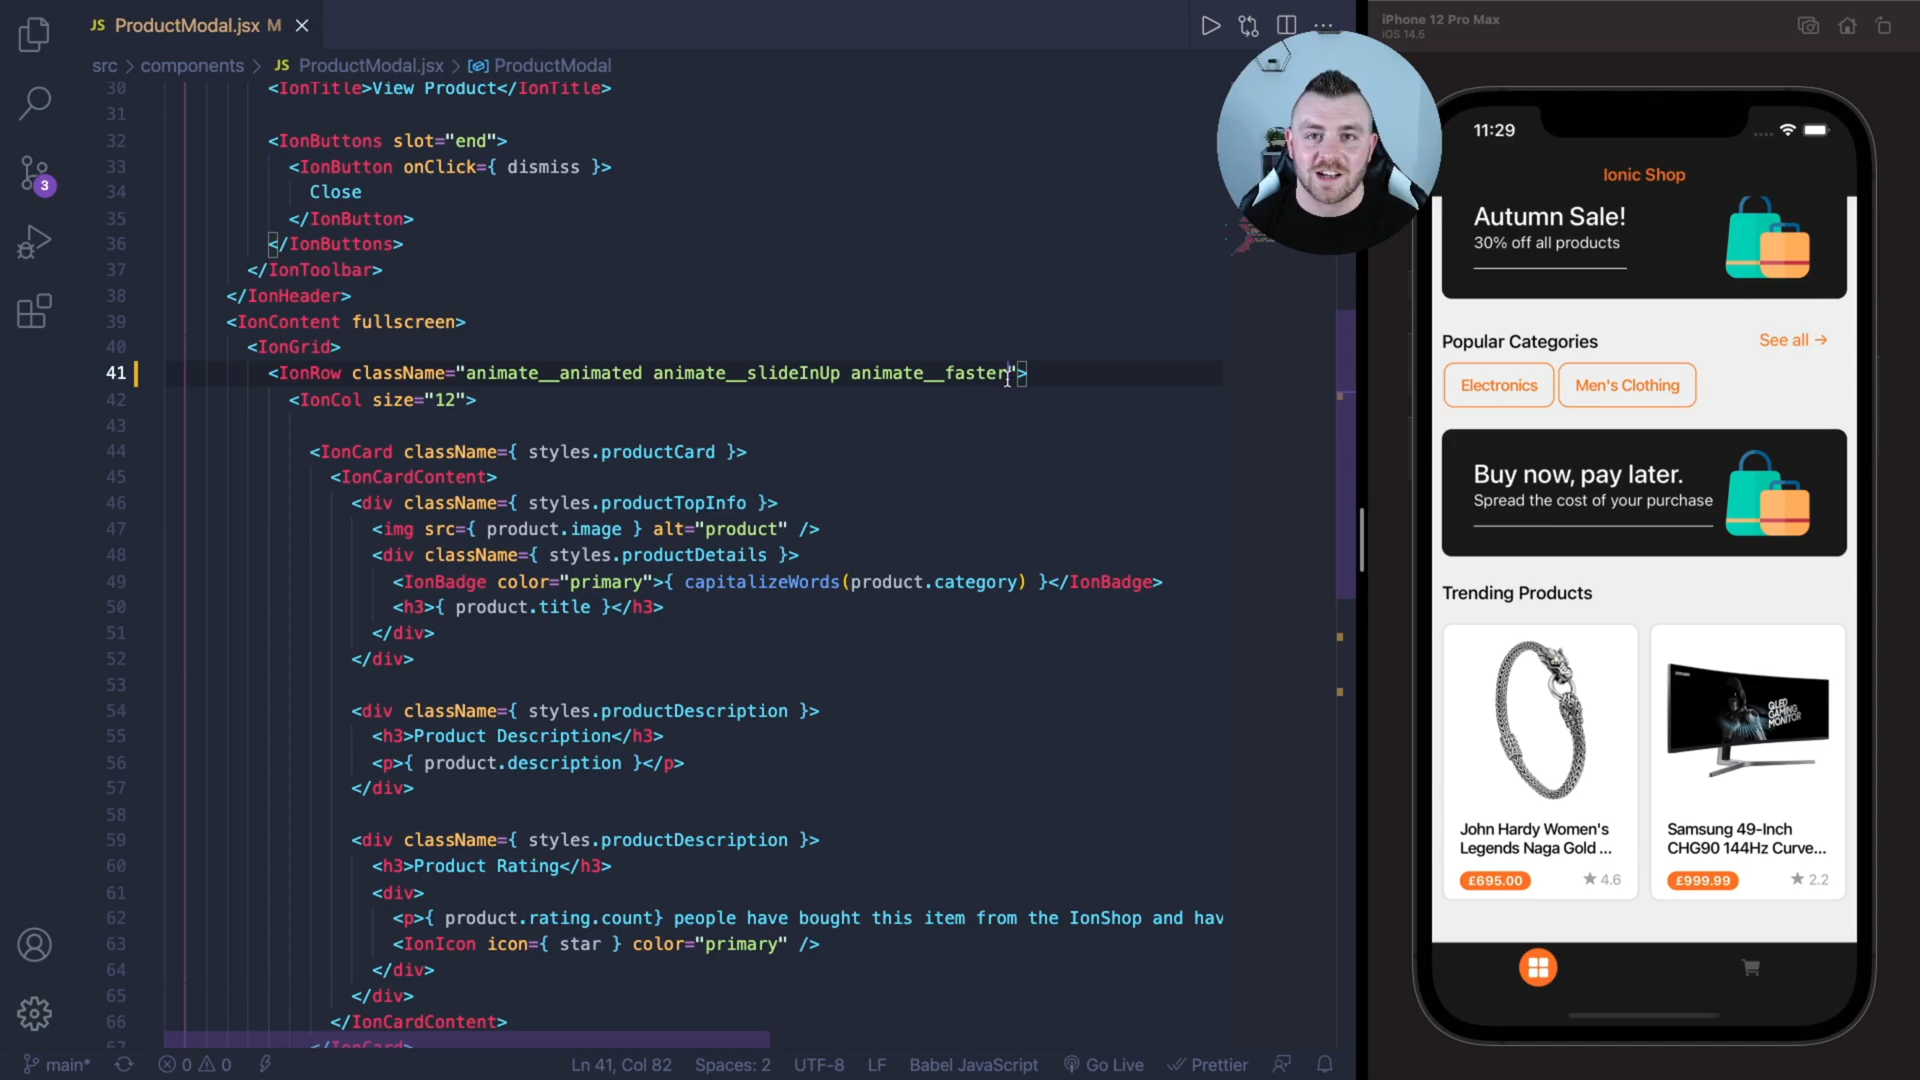 JS ProductModal.jsx M
src > components > JS ProductModal.jsx > ProductModal
30 <IonTitle>View Product</IonTitle>
31
32 <IonButtons slot="end">
33 <IonButton onClick={ dismiss }>
34 Close
35 </IonButton>
36 </IonButtons>
37 </IonToolbar>
38 </IonHeader>
39 <IonContent fullscreen>
40 <IonGrid>
41 <IonRow className="animate__animated animate__slideInUp animate__faster">
42 <IonCol size="12">
43
44 <IonCard className={ styles.productCard }>
45 <IonCardContent>
46 <div className={ styles.productTopInfo }>
47 <img src={ product.image } alt="product" />
48 <div className={ styles.productDetails }>
49 <IonBadge color="primary">{ capitalizeWords(product.category) }</IonBadge>
50 <h3>{ product.title }</h3>
51 </div>
52 </div>
53
54 <div className={ styles.productDescription }>
55 <h3>Product Description</h3>
56 <p>{ product.description }</p>
57 </div>
58
59 <div className={ styles.productDescription }>
60 <h3>Product Rating</h3>
61 <div>
62 <p>{ product.rating.count} people have bought this item from the IonShop and hav
63 <IonIcon icon={ star } color="primary" />
64 </div>
65 </div>
66 </IonCardContent>
67 </IonCard>
3
main* 0 0 Ln 41, Col 82 Spaces: 2 UTF-8 LF Babel JavaScript Go Live Prettier
iPhone 12 Pro Max
iOS 14.5
11:29
Ionic Shop
Autumn Sale!
30% off all products
Popular Categories See all →
Electronics Men's Clothing
Buy now, pay later.
Spread the cost of your purchase
Trending Products
SAMSUNG
QLED
GAMING
MONITOR
John Hardy Women's
Legends Naga Gold ...
£695.00 ★ 4.6
Samsung 49-Inch
CHG90 144Hz Curve...
£999.99 ★ 2.2